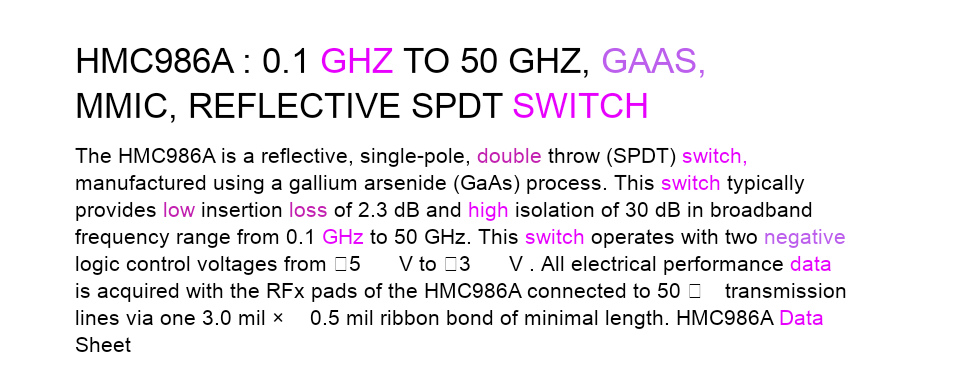 HMC986A : 0.1 GHZ TO 50 GHZ, GAAS,
MMIC, REFLECTIVE SPDT SWITCH
The HMC986A is a reflective, single-pole, double throw (SPDT) switch,
manufactured using a gallium arsenide (GaAs) process. This switch typically
provides low insertion loss of 2.3 dB and high isolation of 30 dB in broadband
frequency range from 0.1 GHz to 50 GHz. This switch operates with two negative
logic control voltages from □5 V to □3 V . All electrical performance data
is acquired with the RFx pads of the HMC986A connected to 50 □ transmission
lines via one 3.0 mil × 0.5 mil ribbon bond of minimal length. HMC986A Data
Sheet